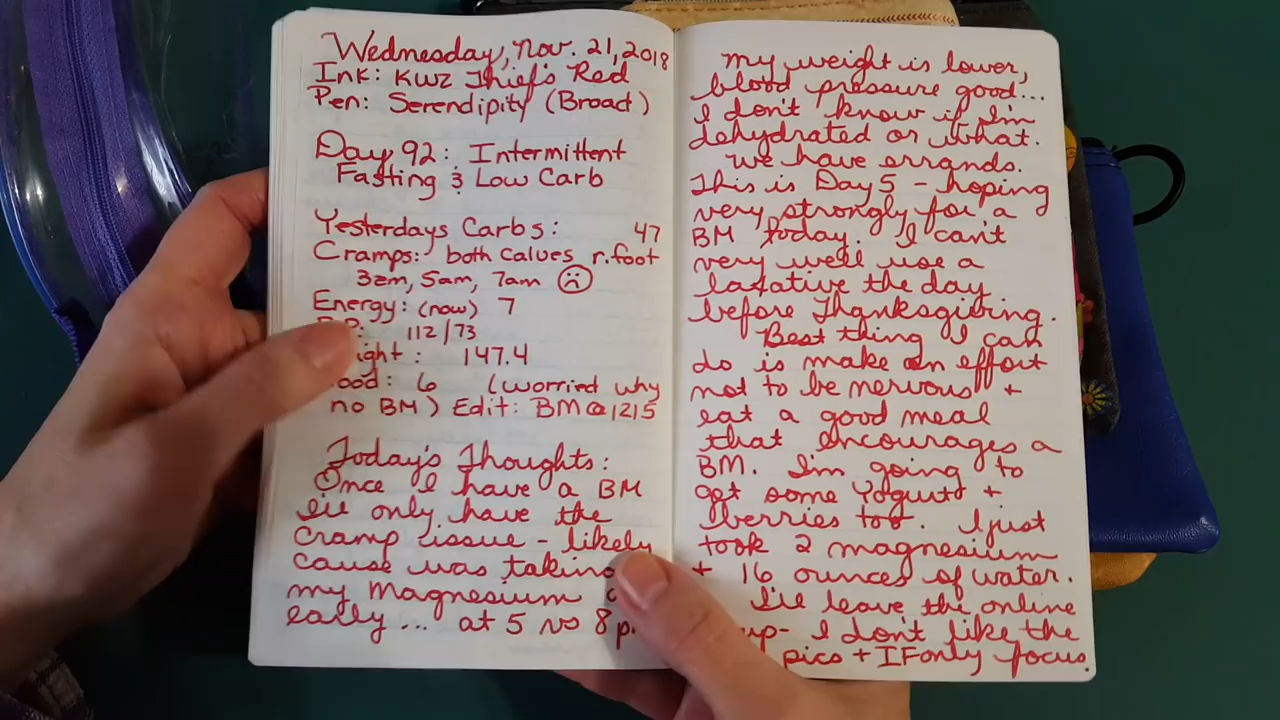 Wednesday, Nov. 21, 2018
Ink: KWZ Thief's Red
Pen: Serendipity (Broad)
Day 92: Intermittent
Fasting & Low Carb
Yesterdays Carbs: 47
Cramps: both calves r.foot
3am, 5am, 7am ☹
Energy: (now) 7
112/73
147.4
6 (worried why
no BM) Edit: BM @ 1215
Today's Thoughts:
Once I have a BM
I'll only have the
cramp issue - likely
cause was taking
my Magnesium
early... at 5 vs 8
my weight is lower,
blood pressure good...
I don't know if I'm
dehydrated or what.
We have errands.
This is Day 5 - hoping
very strongly for a
BM today. I can't
very well use a
laxative the day
before Thanksgiving.
Best thing I can
do is make an effort
not to be nervous +
eat a good meal
that encourages a
BM. I'm going to
get some Yogurt +
berries too. I just
took 2 magnesium
+ 16 ounces of water.
I'll leave the online
up - I don't like the
pics + IF only focus.